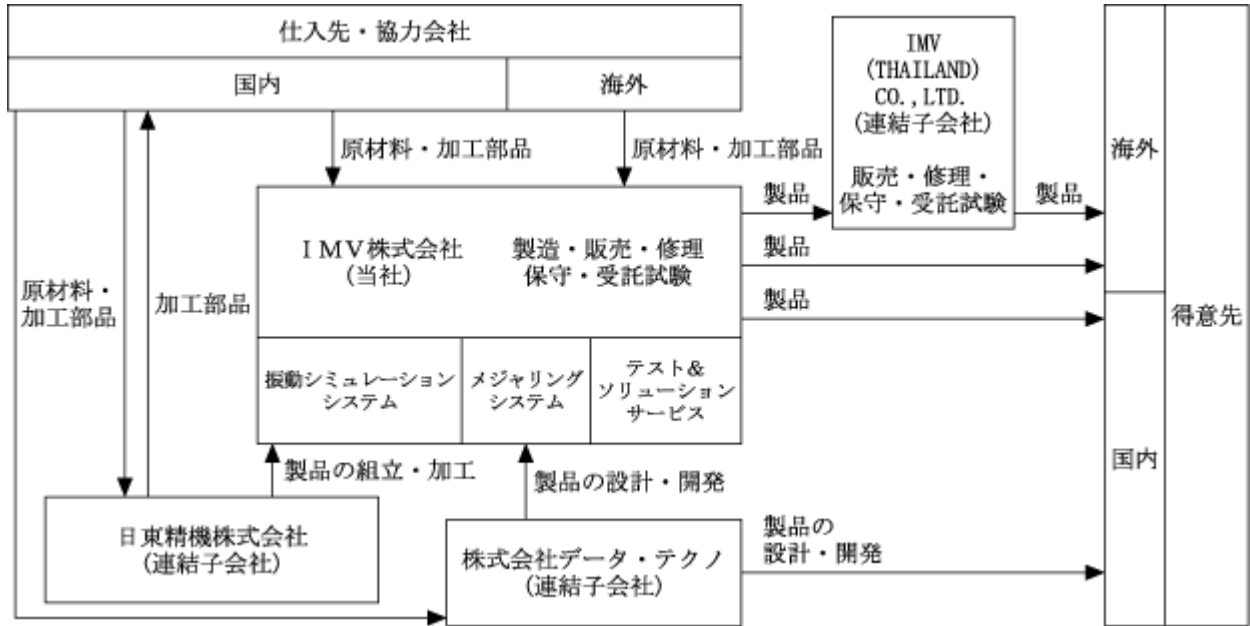 仕入先・協力会社
国内
海外
IMV
(THAILAND)
CO.,LTD.
(連結子会社)
販売・修理・
保守・受託試験
原材料・加工部品
原材料・加工部品
製品
製品
海外
ＩＭＶ株式会社
(当社)
製造・販売・修理
保守・受託試験
製品
製品
原材料・
加工部品
加工部品
得意先
振動シミュレーション
システム
メジャリング
システム
テスト＆
ソリューション
サービス
国内
製品の組立・加工
製品の設計・開発
日東精機株式会社
(連結子会社)
株式会社データ・テクノ
(連結子会社)
製品の
設計・開発